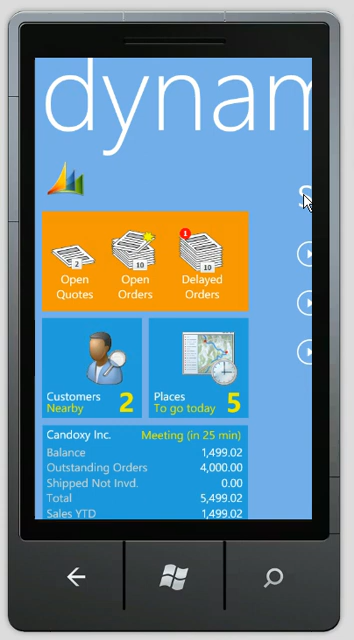 dynam
S
2
10
1
10
Open Quotes
Open Orders
Delayed Orders
Customers
Nearby
2
Places
To go today
5
Candoxy Inc. Meeting (in 25 min)
Balance 1,499.02
Outstanding Orders 4,000.00
Shipped Not Invd. 0.00
Total 5,499.02
Sales YTD 1,499.02